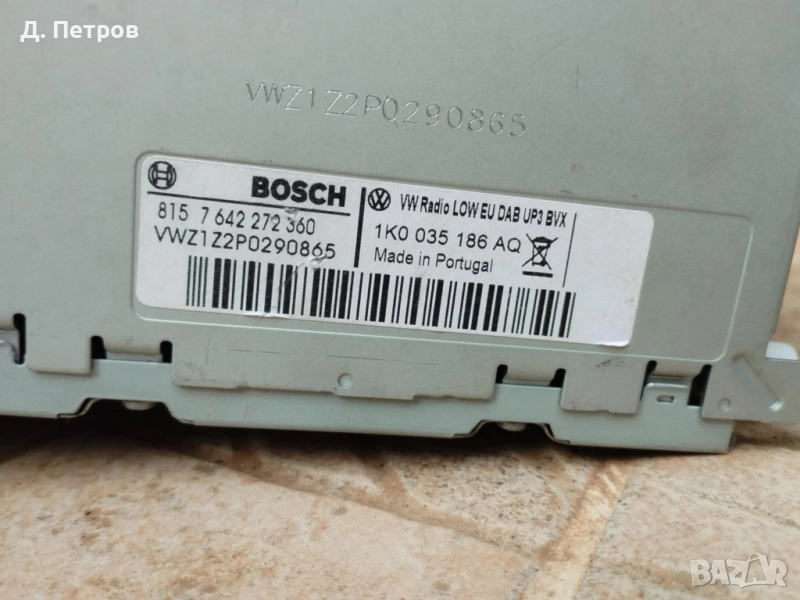 Д. Петров
VWZ1Z2P0290865
BOSCH
815 7 642 272 360
VWZ1Z2P0290865
VW Radio LOW EU DAB UP3 BVX
1K0 035 186 AQ
Made in Portugal
BAZAR